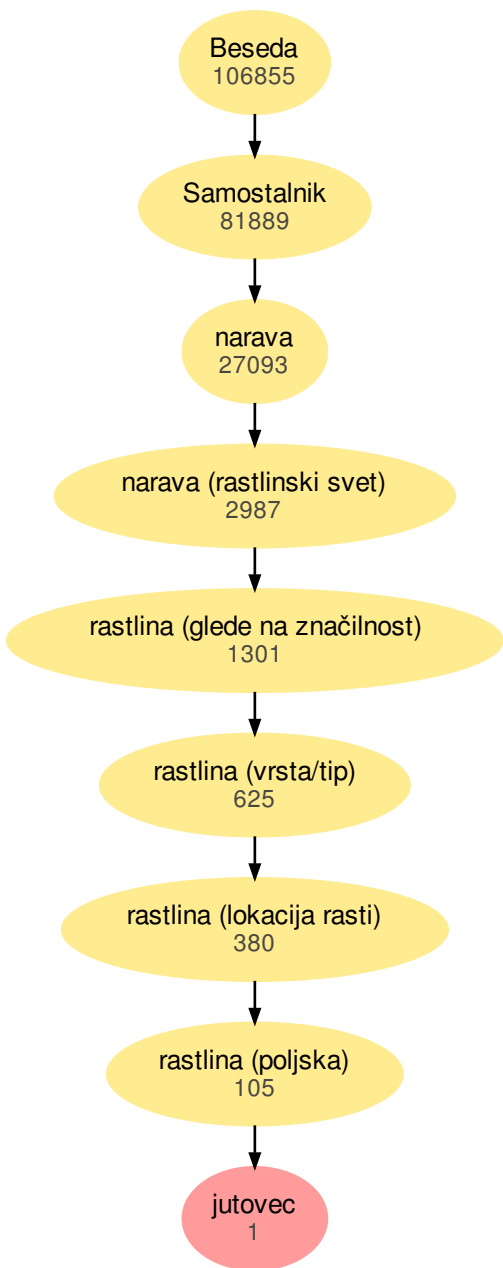 Beseda
106855
Samostalnik
81889
narava
27093
narava (rastlinski svet)
2987
rastlina (glede na značilnost)
1301
rastlina (vrsta/tip)
625
rastlina (lokacija rasti)
380
rastlina (poljska)
105
jutovec
1